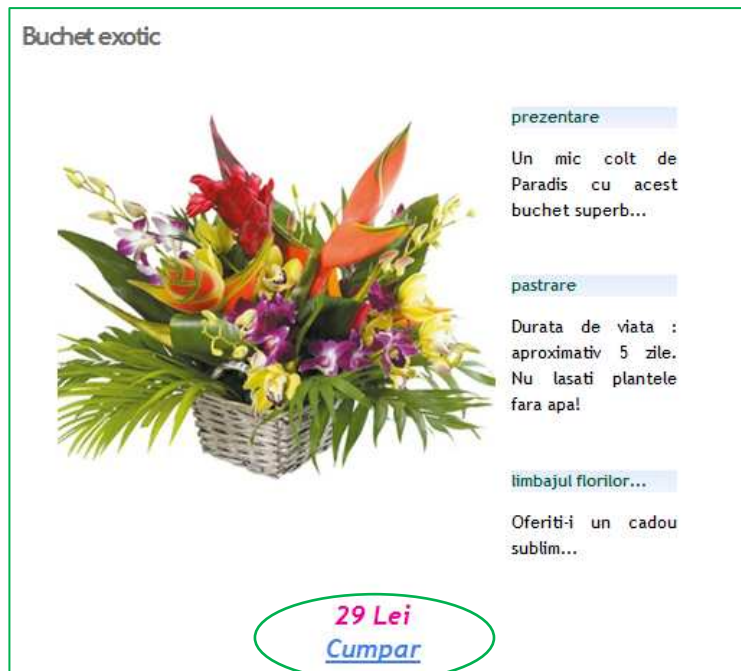 Buchet exotic
prezentare
Un mic colt de
Paradis cu acest
buchet superb...
pastrare
Durata de viata :
aproximativ 5 zile.
Nu lasati plantele
fara apa!
limbajul florilor...
Oferiti-i un cadou
sublim...
29 Lei
Cumpar